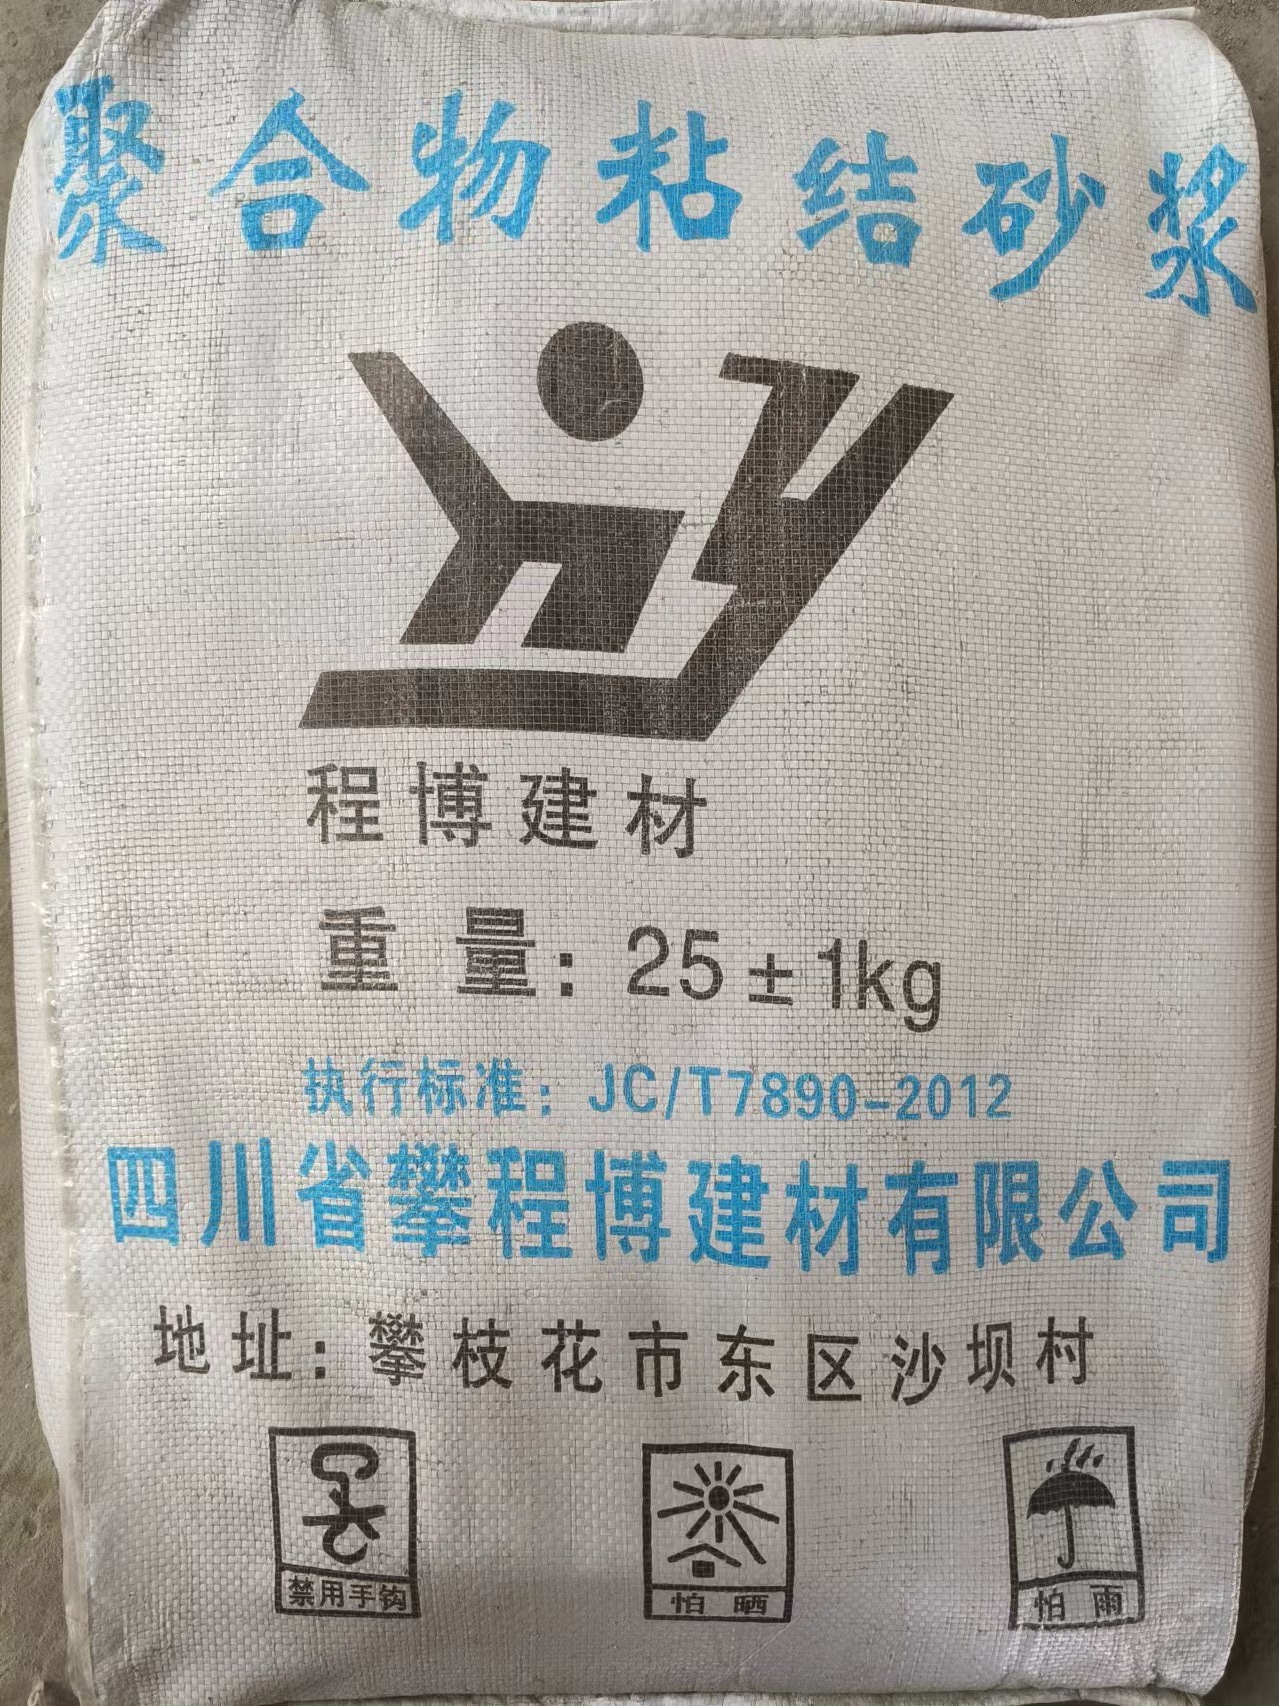 聚合物粘结砂浆
程博建材
重量：25±1kg
执行标准：JC/T7890-2012
四川省攀程博建材有限公司
地址：攀枝花市东区沙坝村
禁用手钩
怕晒
怕雨